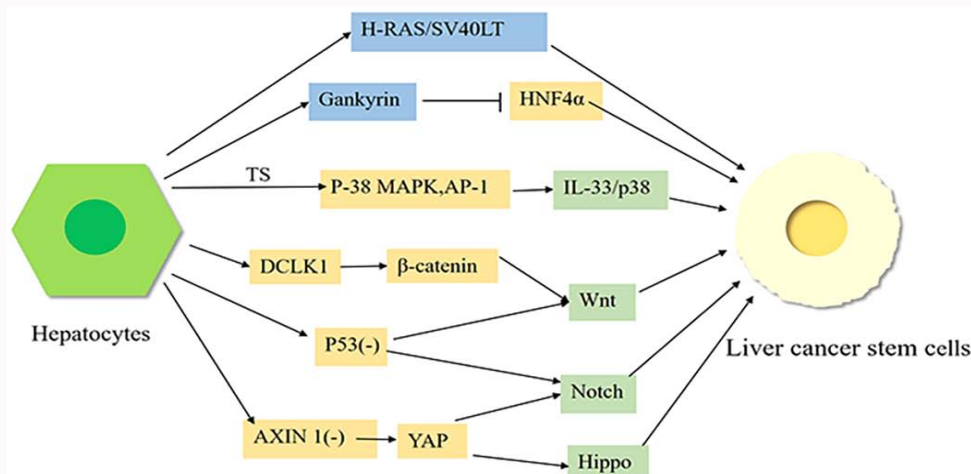 H-RAS/SV40LT
Gankyrin
HNF4α
TS
P-38 MAPK,AP-1
IL-33/p38
DCLK1
β-catenin
Wnt
Hepatocytes
P53(-)
Liver cancer stem cells
Notch
AXIN 1(-)
YAP
Hippo